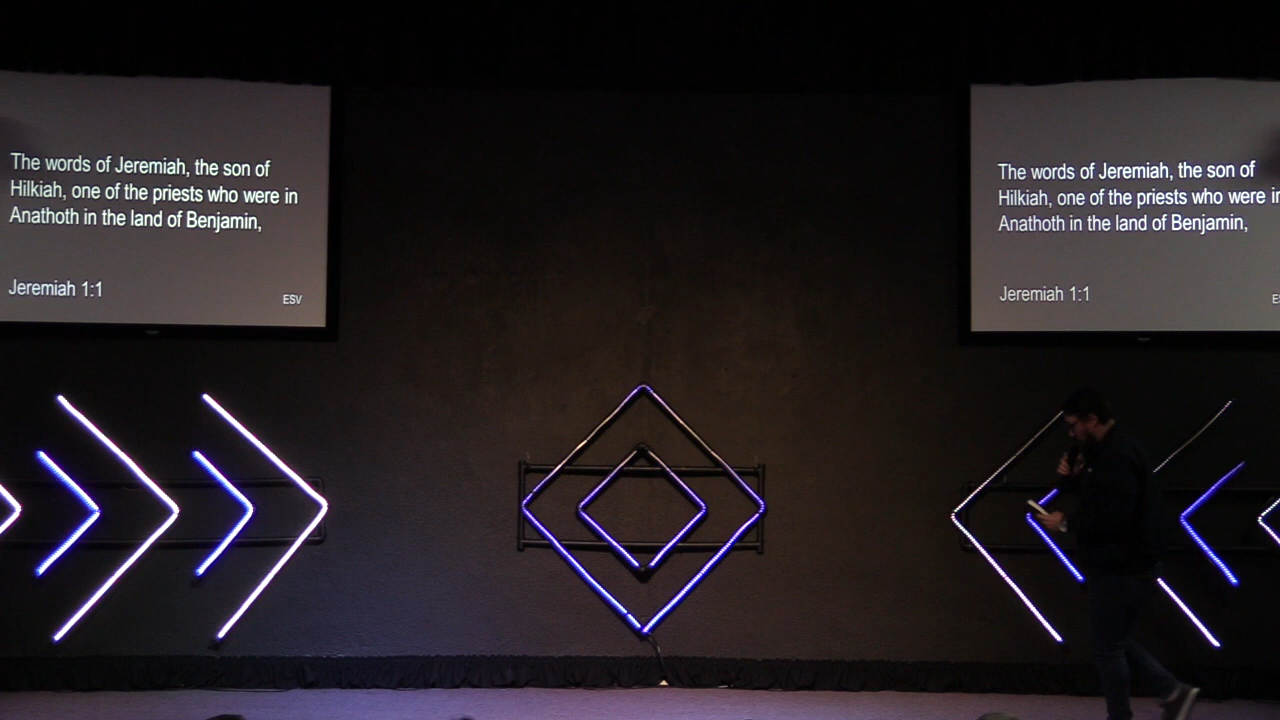 The words of Jeremiah, the son of
Hilkiah, one of the priests who were in
Anathoth in the land of Benjamin,
Jeremiah 1:1
ESV
The words of Jeremiah, the son of
Hilkiah, one of the priests who were in
Anathoth in the land of Benjamin,
Jeremiah 1:1